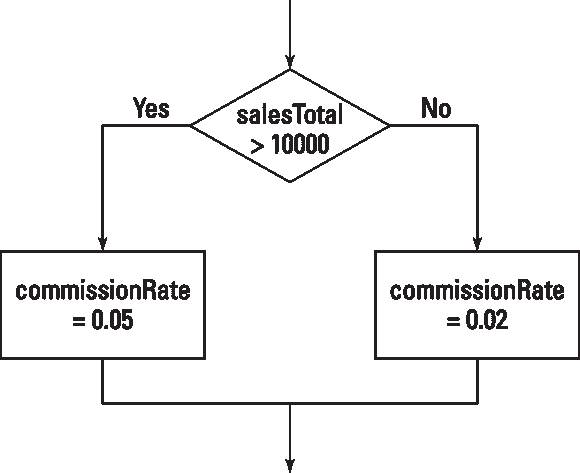 Yes
No
salesTotal
> 10000
commissionRate
= 0.05
commissionRate
= 0.02